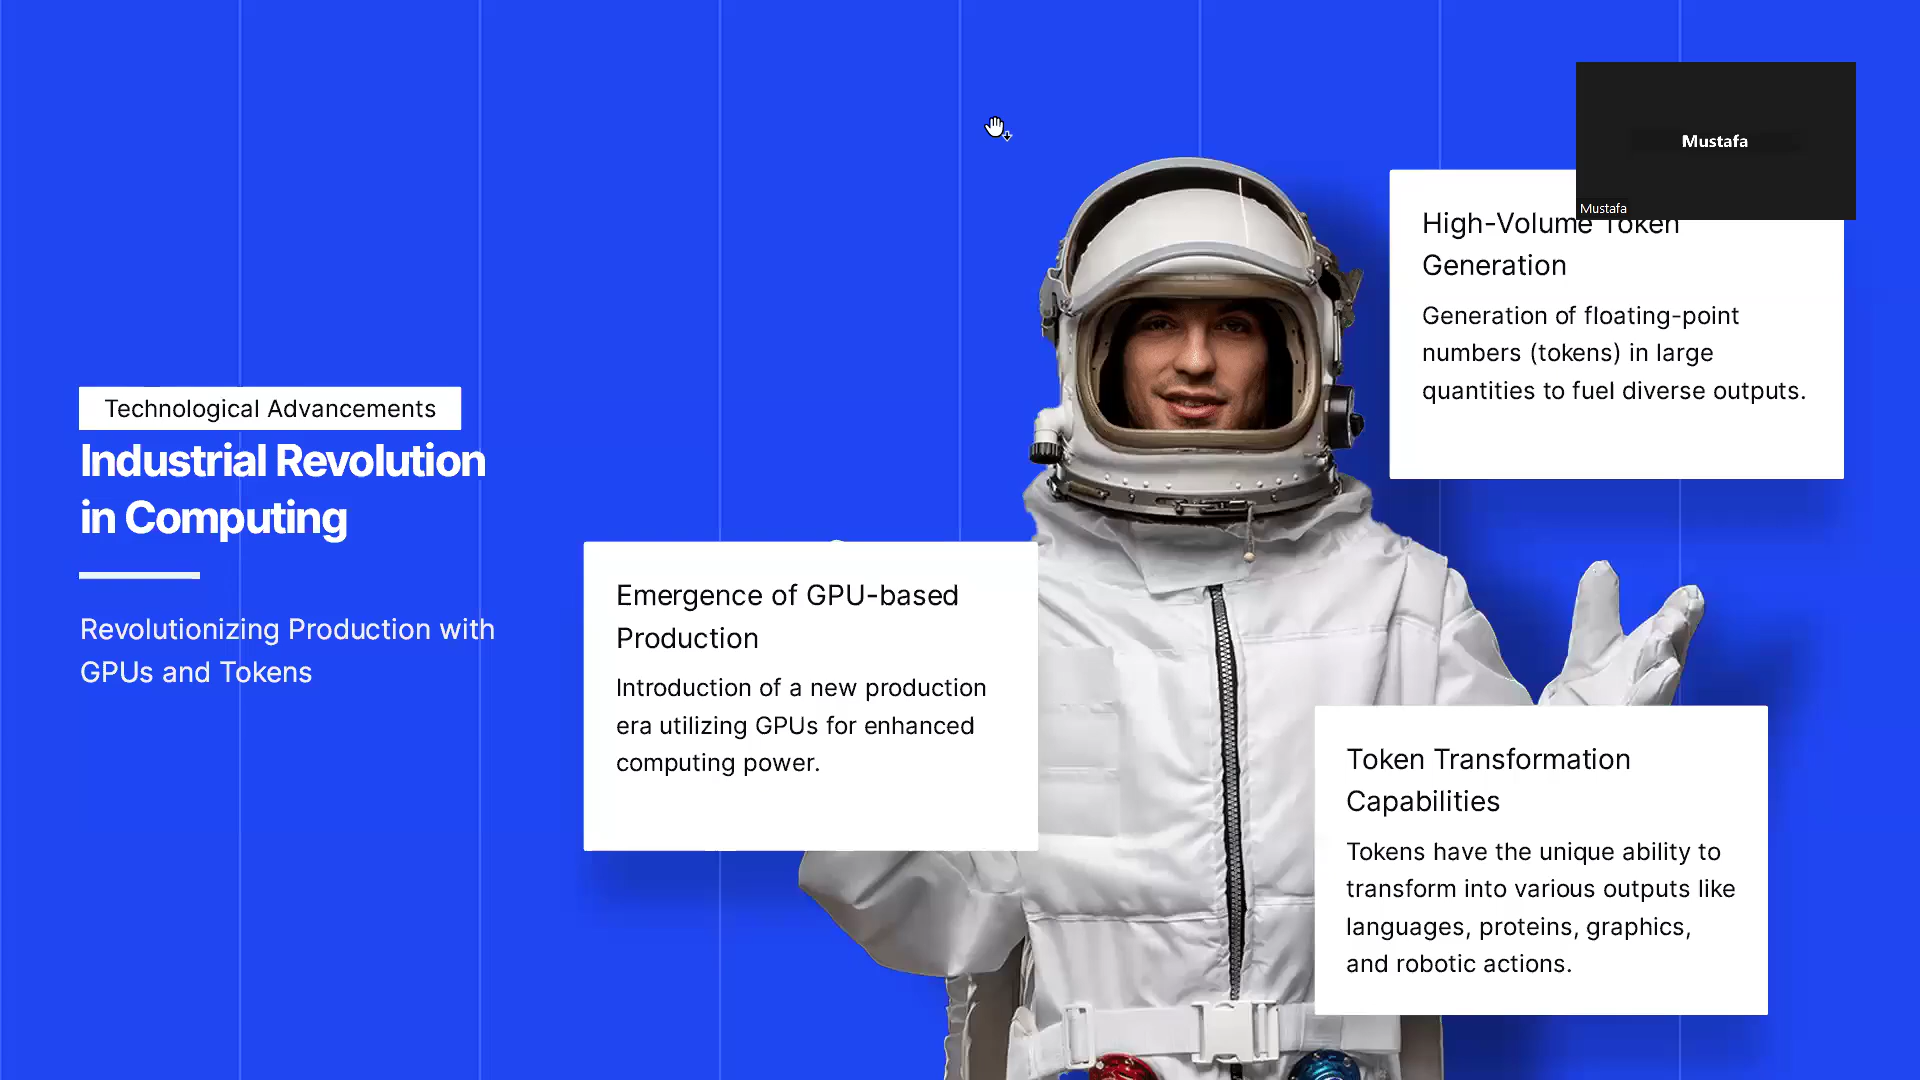 Mustafa
Mustafa
Technological Advancements
Industrial Revolution
in Computing
Revolutionizing Production with
GPUs and Tokens
Emergence of GPU-based
Production
Introduction of a new production
era utilizing GPUs for enhanced
computing power.
High-Volume Token
Generation
Generation of floating-point
numbers (tokens) in large
quantities to fuel diverse outputs.
Token Transformation
Capabilities
Tokens have the unique ability to
transform into various outputs like
languages, proteins, graphics,
and robotic actions.